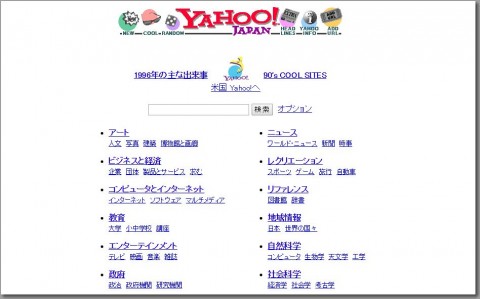 YAHOO!
JAPAN
NEW COOL RANDOM HEAD LINES YAHOO INFO ADD URL
1996年の主な出来事 YAHOO! 90's COOL SITES
米国 Yahoo!へ
検索 オプション
アート
人文 写真 建築 博物館と画廊
ニュース
ワールド・ニュース 新聞 時事
ビジネスと経済
企業 団体 製品とサービス 求む
レクリエーション
スポーツ ゲーム 旅行 自動車
コンピュータとインターネット
インターネット ソフトウェア マルチメディア
リファレンス
図書館 辞書
教育
大学 小中学校 講座
地域情報
日本 世界の国々
エンターテインメント
テレビ 映画 音楽 雑誌
自然科学
コンピュータ 生物学 天文学 工学
政府
政治 政府機関 研究機関
社会科学
経済学 社会学 考古学